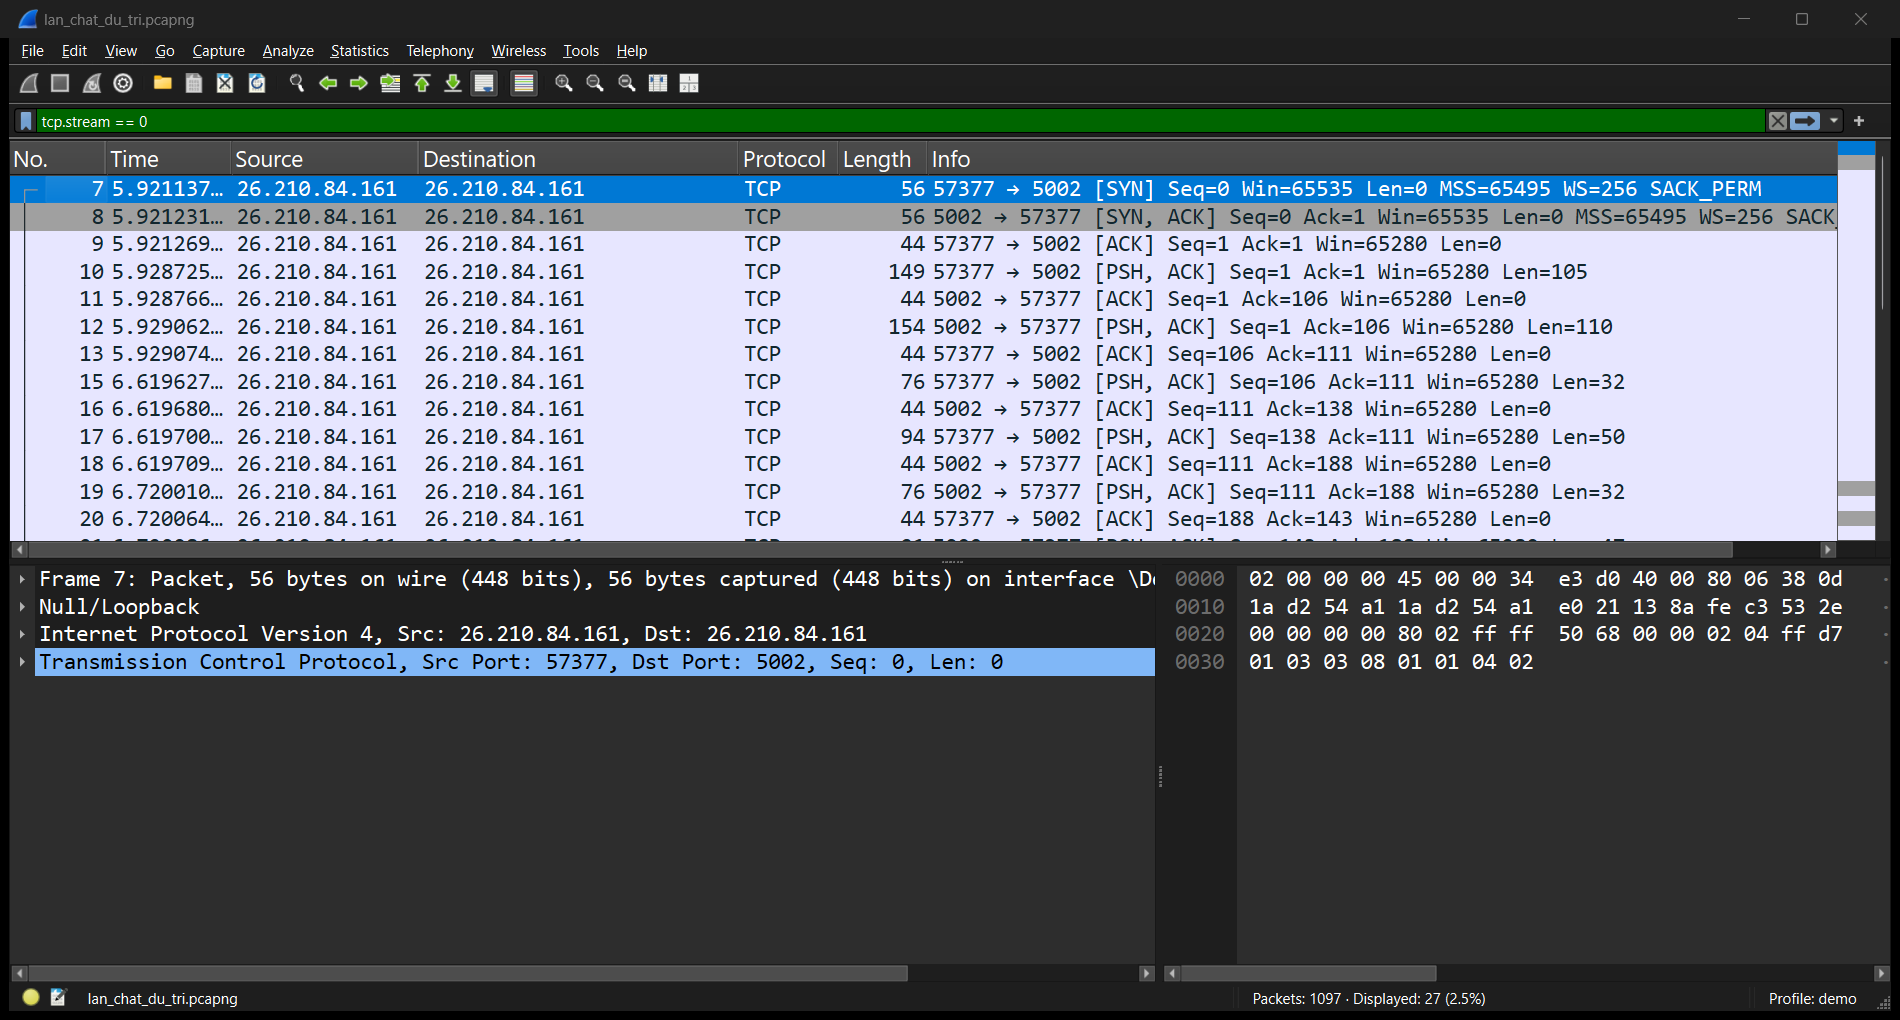 lan_chat_du_tri.pcapng
File Edit View Go Capture Analyze Statistics Telephony Wireless Tools Help
tcp.stream == 0
No. Time Source Destination Protocol Length Info
7 5.921137… 26.210.84.161 26.210.84.161 TCP 56 57377 → 5002 [SYN] Seq=0 Win=65535 Len=0 MSS=65495 WS=256 SACK_PERM
8 5.921231… 26.210.84.161 26.210.84.161 TCP 56 5002 → 57377 [SYN, ACK] Seq=0 Ack=1 Win=65535 Len=0 MSS=65495 WS=256 SACK_
9 5.921269… 26.210.84.161 26.210.84.161 TCP 44 57377 → 5002 [ACK] Seq=1 Ack=1 Win=65280 Len=0
10 5.928725… 26.210.84.161 26.210.84.161 TCP 149 57377 → 5002 [PSH, ACK] Seq=1 Ack=1 Win=65280 Len=105
11 5.928766… 26.210.84.161 26.210.84.161 TCP 44 5002 → 57377 [ACK] Seq=1 Ack=106 Win=65280 Len=0
12 5.929062… 26.210.84.161 26.210.84.161 TCP 154 5002 → 57377 [PSH, ACK] Seq=1 Ack=106 Win=65280 Len=110
13 5.929074… 26.210.84.161 26.210.84.161 TCP 44 57377 → 5002 [ACK] Seq=106 Ack=111 Win=65280 Len=0
15 6.619627… 26.210.84.161 26.210.84.161 TCP 76 57377 → 5002 [PSH, ACK] Seq=106 Ack=111 Win=65280 Len=32
16 6.619680… 26.210.84.161 26.210.84.161 TCP 44 5002 → 57377 [ACK] Seq=111 Ack=138 Win=65280 Len=0
17 6.619700… 26.210.84.161 26.210.84.161 TCP 94 57377 → 5002 [PSH, ACK] Seq=138 Ack=111 Win=65280 Len=50
18 6.619709… 26.210.84.161 26.210.84.161 TCP 44 5002 → 57377 [ACK] Seq=111 Ack=188 Win=65280 Len=0
19 6.720010… 26.210.84.161 26.210.84.161 TCP 76 5002 → 57377 [PSH, ACK] Seq=111 Ack=188 Win=65280 Len=32
20 6.720064… 26.210.84.161 26.210.84.161 TCP 44 57377 → 5002 [ACK] Seq=188 Ack=143 Win=65280 Len=0
Frame 7: Packet, 56 bytes on wire (448 bits), 56 bytes captured (448 bits) on interface \De
Null/Loopback
Internet Protocol Version 4, Src: 26.210.84.161, Dst: 26.210.84.161
Transmission Control Protocol, Src Port: 57377, Dst Port: 5002, Seq: 0, Len: 0
0000 02 00 00 00 45 00 00 34 e3 d0 40 00 80 06 38 0d
0010 1a d2 54 a1 1a d2 54 a1 e0 21 13 8a fe c3 53 2e
0020 00 00 00 00 80 02 ff ff 50 68 00 00 02 04 ff d7
0030 01 03 03 08 01 01 04 02
lan_chat_du_tri.pcapng
Packets: 1097 · Displayed: 27 (2.5%)
Profile: demo